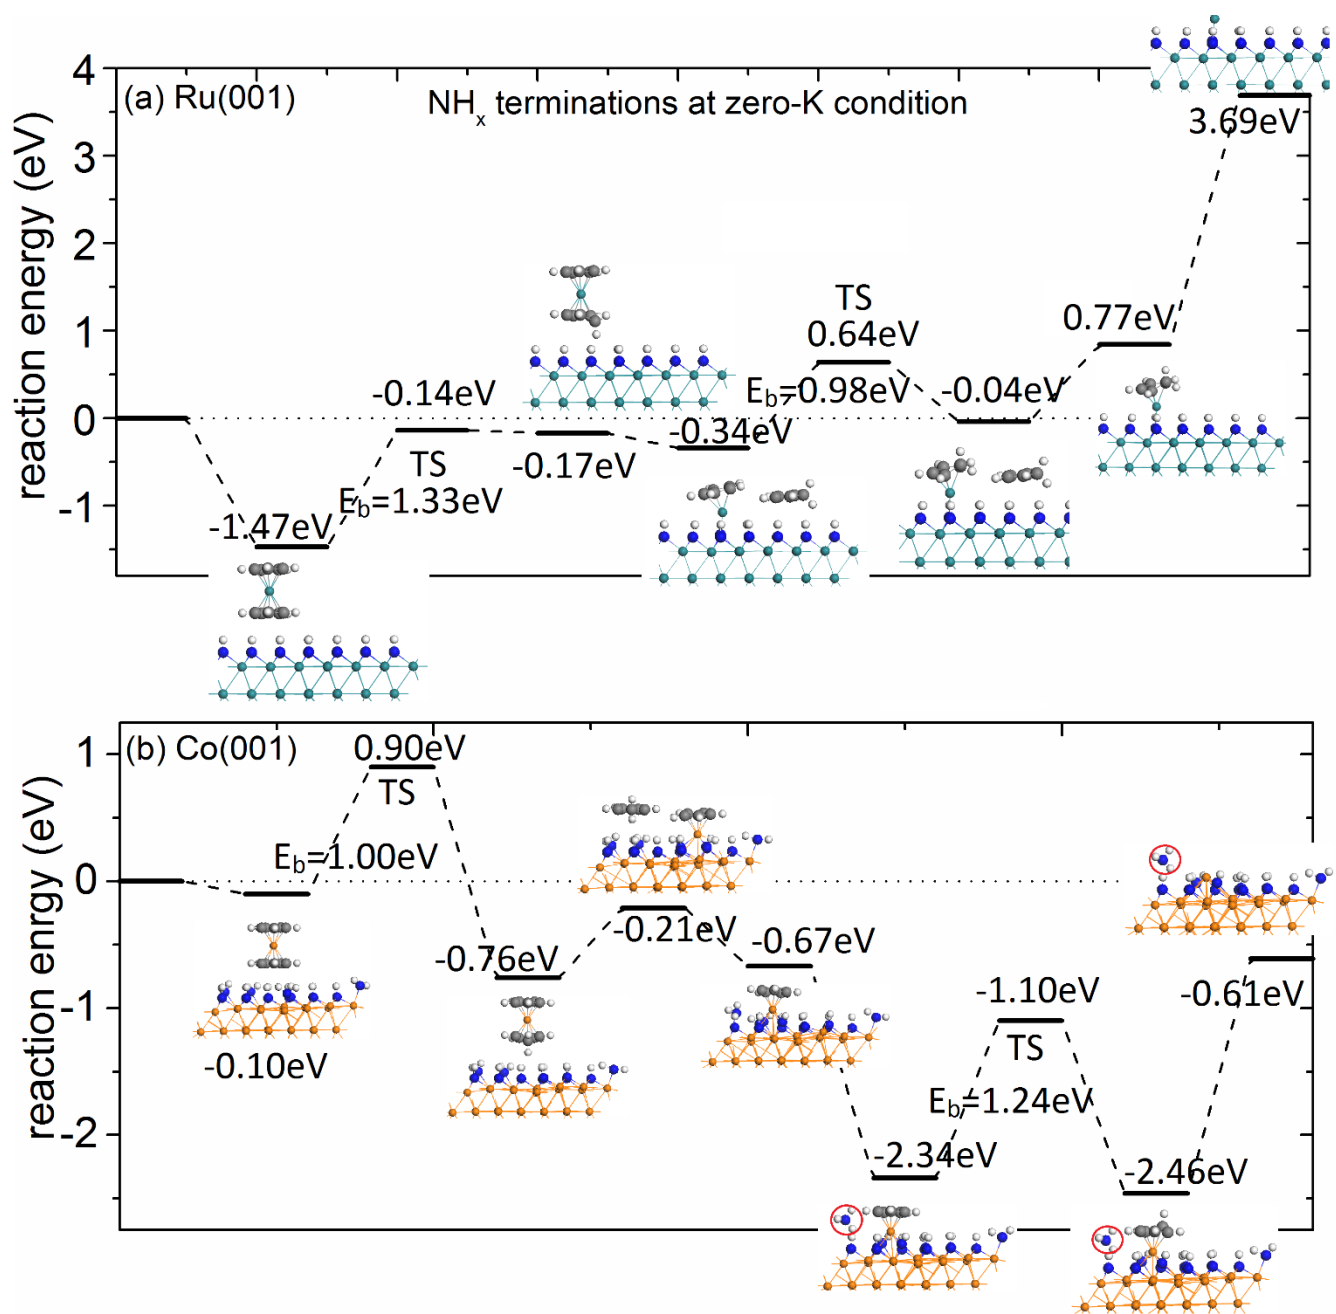 (a) Ru(001)
NHx terminations at zero-K condition
reaction energy (eV)
4
3
2
1
0
-1
-1.47eV
-0.14eV
TS
Eb=1.33eV
-0.17eV
-0.34eV
TS
0.64eV
Eb=0.98eV
-0.04eV
0.77eV
3.69eV
(b) Co(001)
reaction enrgy (eV)
1
0
-1
-2
-0.10eV
0.90eV
TS
Eb=1.00eV
-0.76eV
-0.21eV
-0.67eV
-2.34eV
-1.10eV
TS
Eb=1.24eV
-2.46eV
-0.61eV